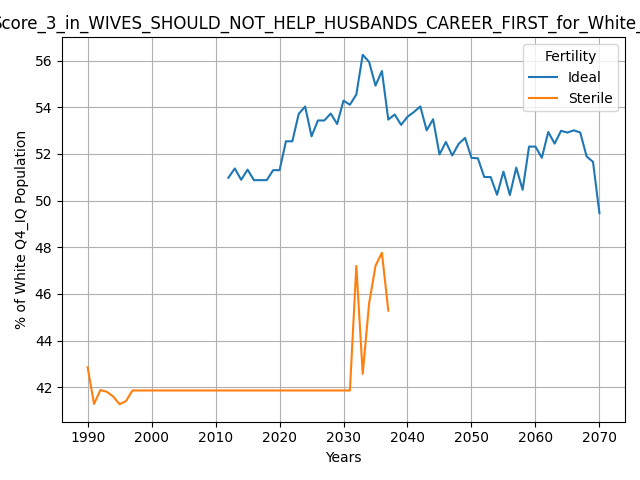 Score_3_in_WIVES_SHOULD_NOT_HELP_HUSBANDS_CAREER_FIRST_for_White_
Fertility
Ideal
Sterile
% of White Q4_IQ Population
56
54
52
50
48
46
44
42
1990 2000 2010 2020 2030 2040 2050 2060 2070
Years